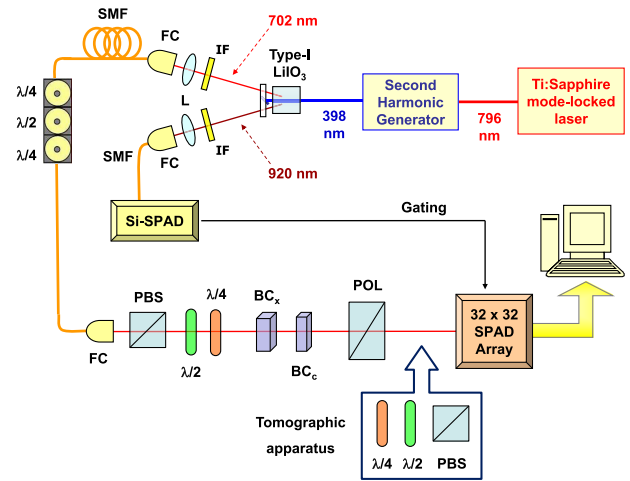 SMF
FC
IF
702 nm
Type-I
LiIO₃
Second
Harmonic
Generator
Ti:Sapphire
mode-locked
laser
λ/4
λ/2
λ/4
L
398
nm
796
nm
SMF
FC
IF
920 nm
Si-SPAD
Gating
PBS
λ/4
BCₓ
POL
32 x 32
SPAD
Array
FC
λ/2
BC꜀
Tomographic
apparatus
λ/4
λ/2
PBS